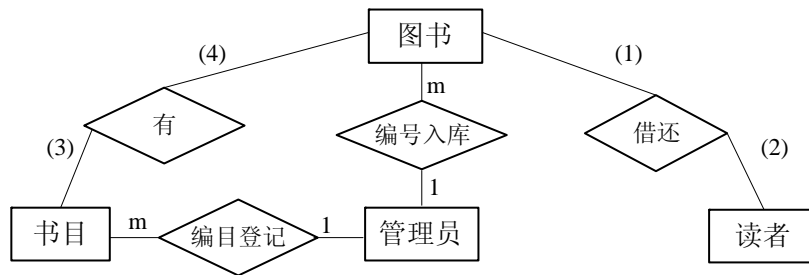 图书
(4)
(1)
m
有
编号入库
借还
(3)
(2)
1
书目
m
编目登记
1
管理员
读者